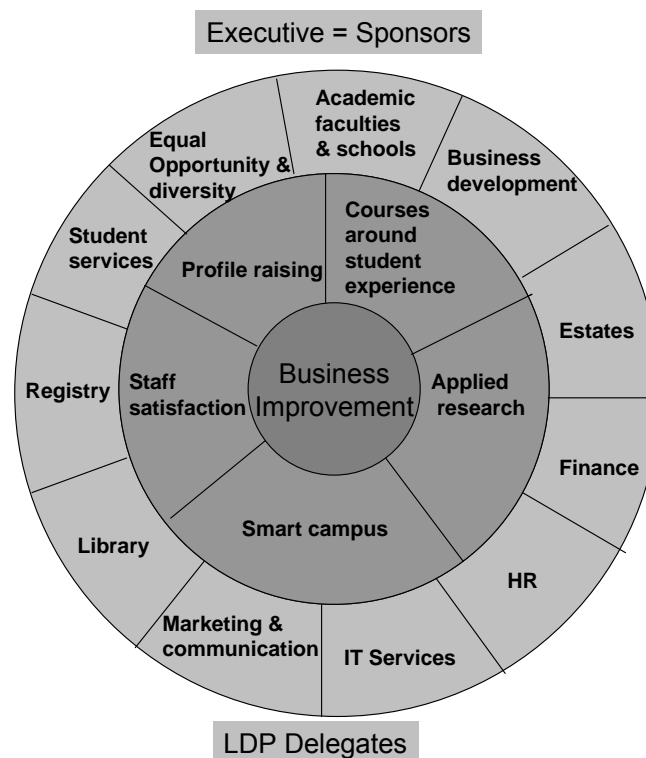 Executive = Sponsors
Academic
faculties
& schools
Equal
Opportunity &
diversity
Business
development
Student
services
Profile raising
Courses
around
student
experience
Estates
Registry
Staff
satisfaction
Business
Improvement
Applied
research
Finance
Library
Smart campus
HR
Marketing &
communication
IT Services
LDP Delegates